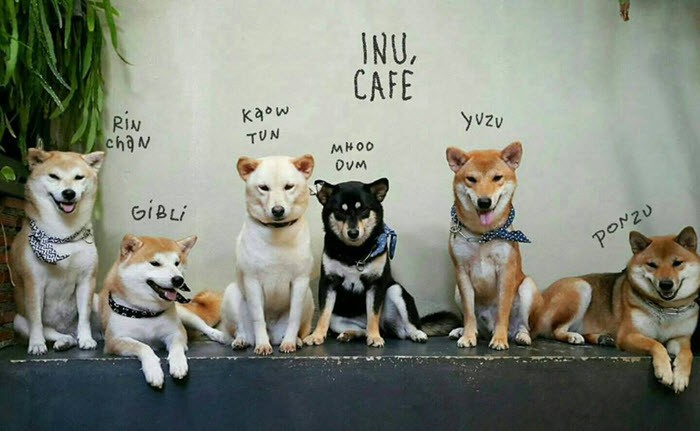 INU,
CAFE
RiN
chAN
GiBLi
KAOW
TUN
MHOO
DUM
YUZU
PONZU